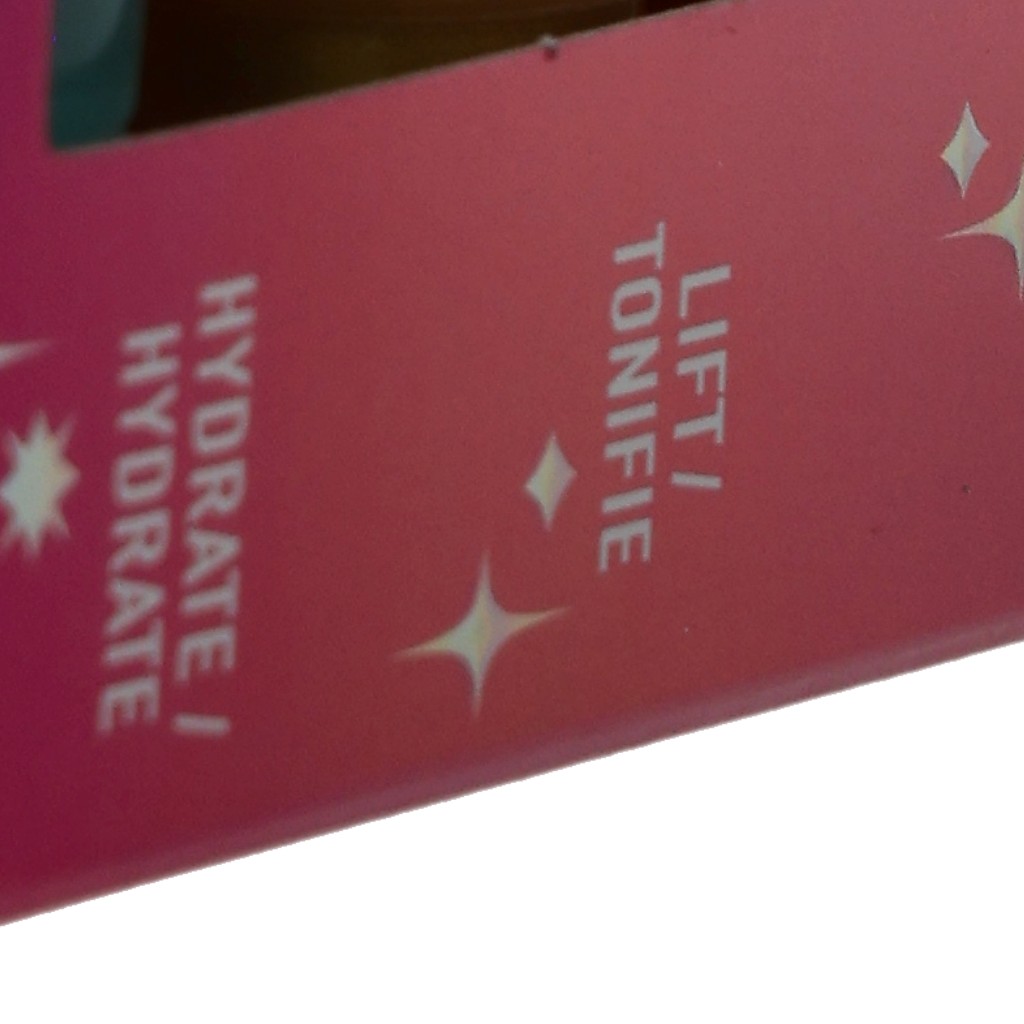 LIFT /
TONIFIE
HYDRATE /
HYDRATE